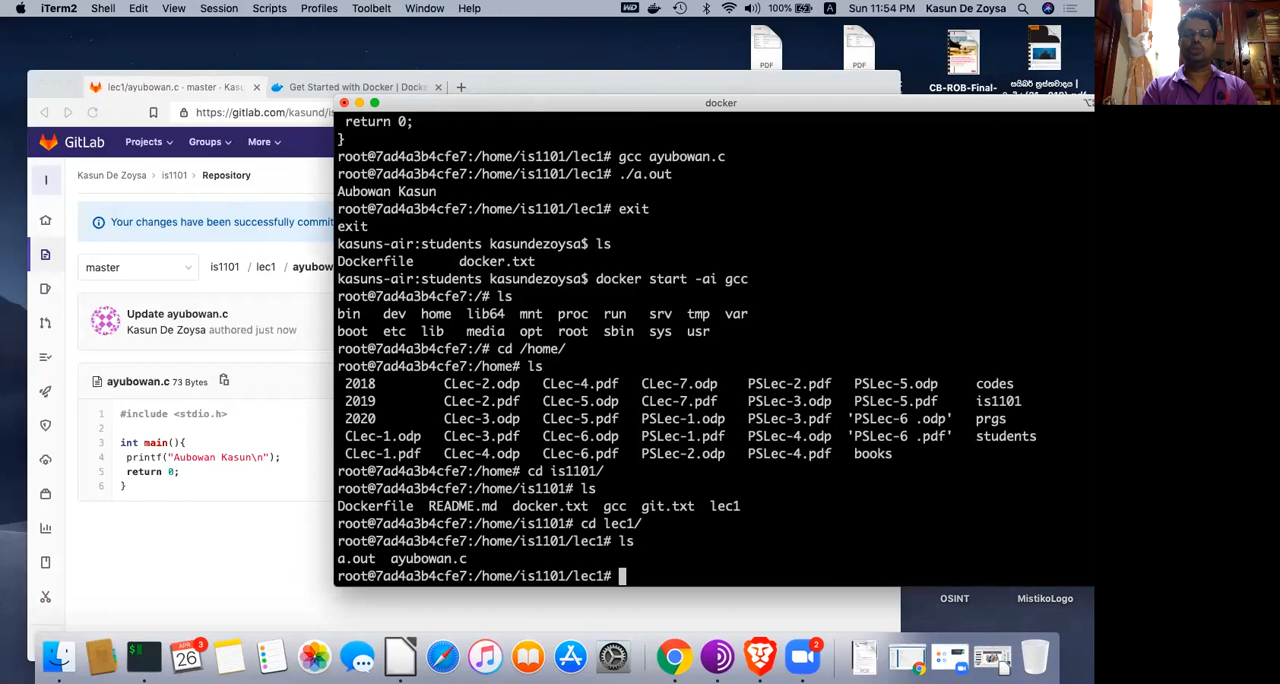 iTerm2 Shell Edit View Session Scripts Profiles Toolbelt Window Help 100% A Sun 11:54 PM Kasun De Zoysa
PDF PDF
CB-ROB-Final-
lec1/ayubowan.c · master · Kas
Get Started with Docker | Docke
https://gitlab.com/kasund/is
GitLab Projects Groups More
Kasun De Zoysa > is1101 > Repository
I
Your changes have been successfully commit
master
is1101 / lec1 / ayubow
Update ayubowan.c
Kasun De Zoysa authored just now
ayubowan.c 73 Bytes
1 #include <stdio.h>
2
3 int main(){
4 printf("Aubowan Kasun\n");
5 return 0;
6 }
docker
return 0;
}
root@7ad4a3b4cfe7:/home/is1101/lec1# gcc ayubowan.c
root@7ad4a3b4cfe7:/home/is1101/lec1# ./a.out
Aubowan Kasun
root@7ad4a3b4cfe7:/home/is1101/lec1# exit
exit
kasuns-air:students kasundezoysa$ ls
Dockerfile docker.txt
kasuns-air:students kasundezoysa$ docker start -ai gcc
root@7ad4a3b4cfe7:/# ls
bin dev home lib64 mnt proc run srv tmp var
boot etc lib media opt root sbin sys usr
root@7ad4a3b4cfe7:/# cd /home/
root@7ad4a3b4cfe7:/home# ls
2018 CLec-2.odp CLec-4.pdf CLec-7.odp PSLec-2.pdf PSLec-5.odp codes
2019 CLec-2.pdf CLec-5.odp CLec-7.pdf PSLec-3.odp PSLec-5.pdf is1101
2020 CLec-3.odp CLec-5.pdf PSLec-1.odp PSLec-3.pdf 'PSLec-6 .odp' prgs
CLec-1.odp CLec-3.pdf CLec-6.odp PSLec-1.pdf PSLec-4.odp 'PSLec-6 .pdf' students
CLec-1.pdf CLec-4.odp CLec-6.pdf PSLec-2.odp PSLec-4.pdf books
root@7ad4a3b4cfe7:/home# cd is1101/
root@7ad4a3b4cfe7:/home/is1101# ls
Dockerfile README.md docker.txt gcc git.txt lec1
root@7ad4a3b4cfe7:/home/is1101# cd lec1/
root@7ad4a3b4cfe7:/home/is1101/lec1# ls
a.out ayubowan.c
root@7ad4a3b4cfe7:/home/is1101/lec1#
OSINT MistikoLogo
APR 3
26
2